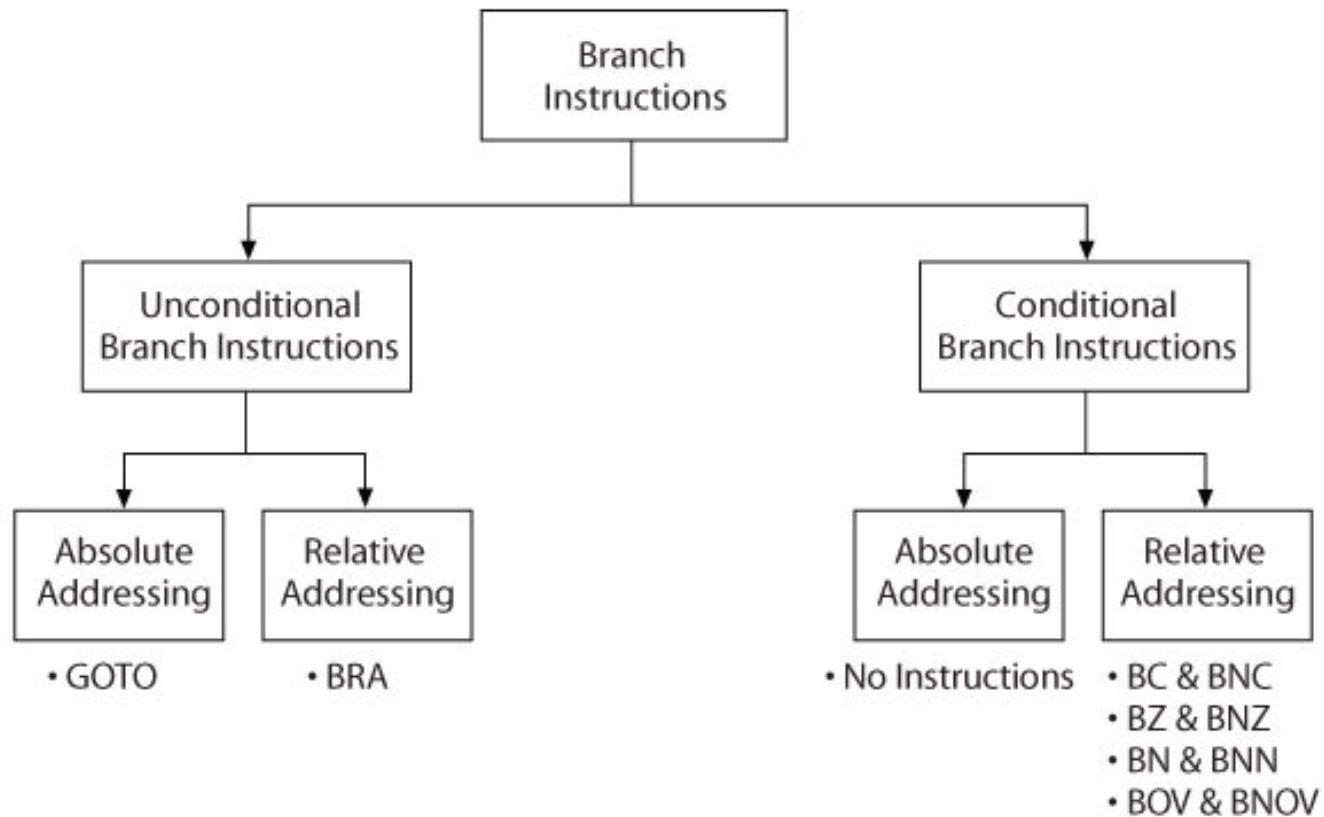 Branch
Instructions
Unconditional
Branch Instructions
Conditional
Branch Instructions
Absolute
Addressing
Relative
Addressing
Absolute
Addressing
Relative
Addressing
• GOTO
• BRA
• No Instructions
• BC & BNC
• BZ & BNZ
• BN & BNN
• BOV & BNOV